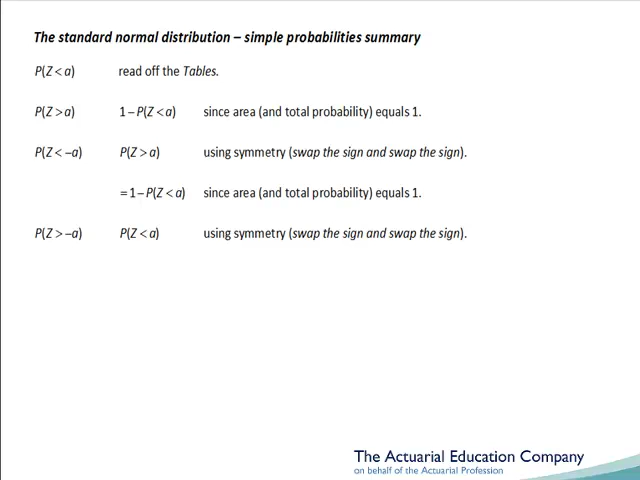 The standard normal distribution – simple probabilities summary
P(Z < a) read off the Tables.
P(Z > a) 1 – P(Z < a) since area (and total probability) equals 1.
P(Z < –a) P(Z > a) using symmetry (swap the sign and swap the sign).
= 1 – P(Z < a) since area (and total probability) equals 1.
P(Z > –a) P(Z < a) using symmetry (swap the sign and swap the sign).
The Actuarial Education Company
on behalf of the Actuarial Profession